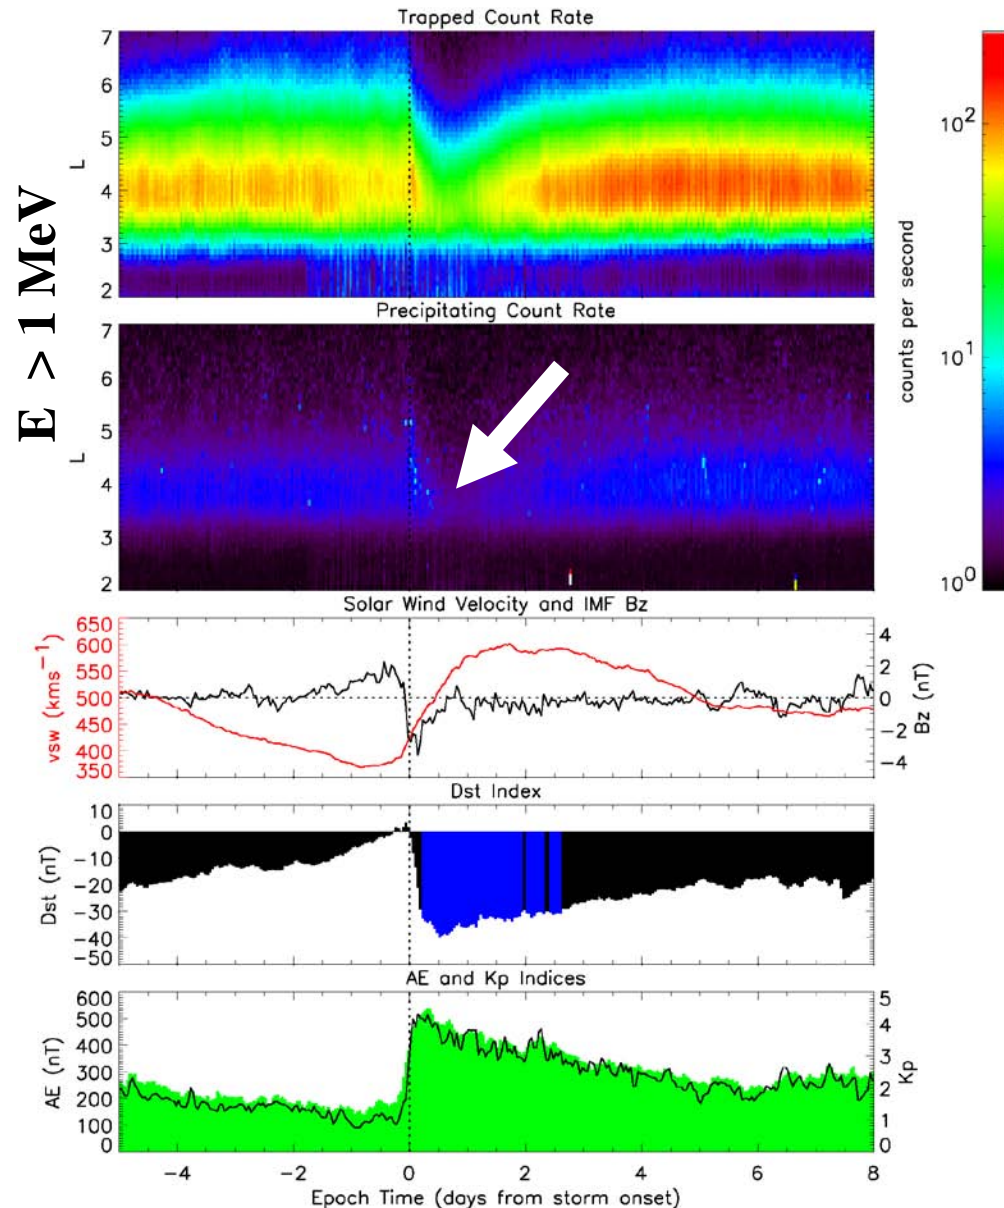 Trapped Count Rate
7
6
5
4
3
2
L
E > 1 MeV
Precipitating Count Rate
7
6
5
4
3
2
L
10²
10¹
10⁰
counts per second
Solar Wind Velocity and IMF Bz
650
600
550
500
450
400
350
vsw (kms⁻¹)
4
2
0
−2
−4
Bz (nT)
Dst Index
10
0
−10
−20
−30
−40
−50
Dst (nT)
AE and Kp Indices
600
500
400
300
200
100
0
AE (nT)
5
4
3
2
1
0
Kp
−4 −2 0 2 4 6 8
Epoch Time (days from storm onset)